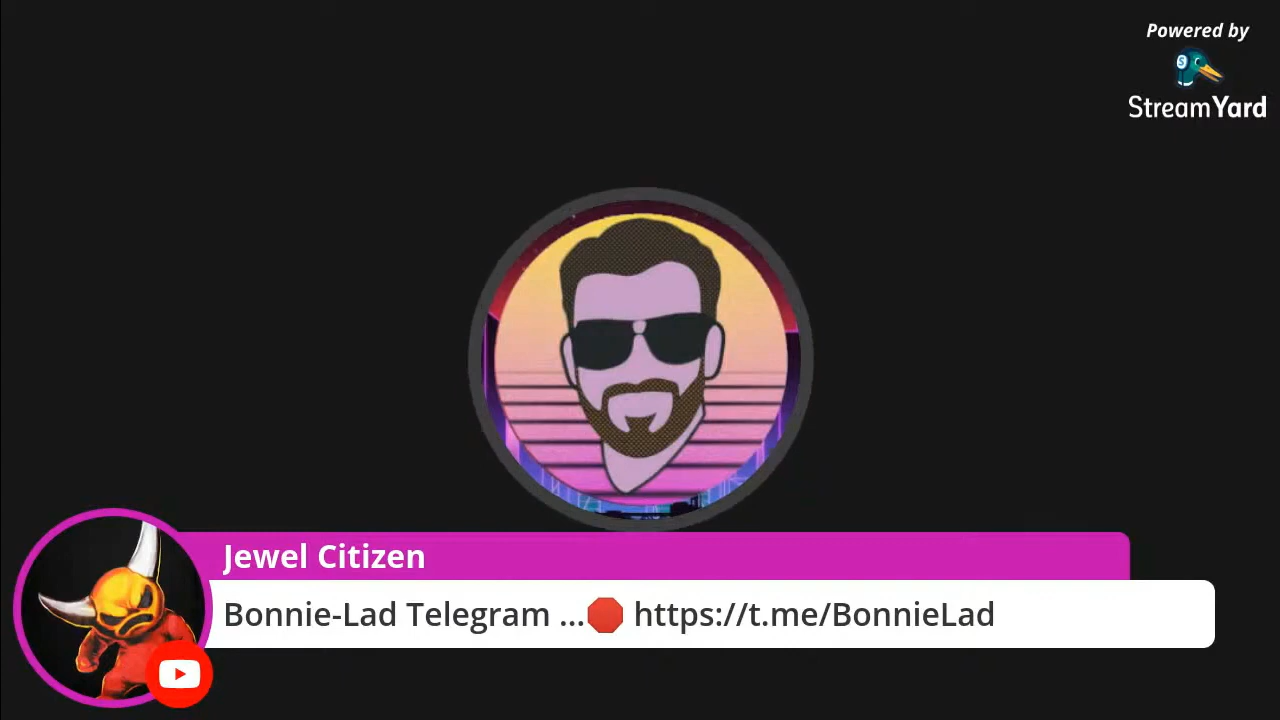 Powered by
StreamYard
Jewel Citizen
Bonnie-Lad Telegram ...🛑 https://t.me/BonnieLad